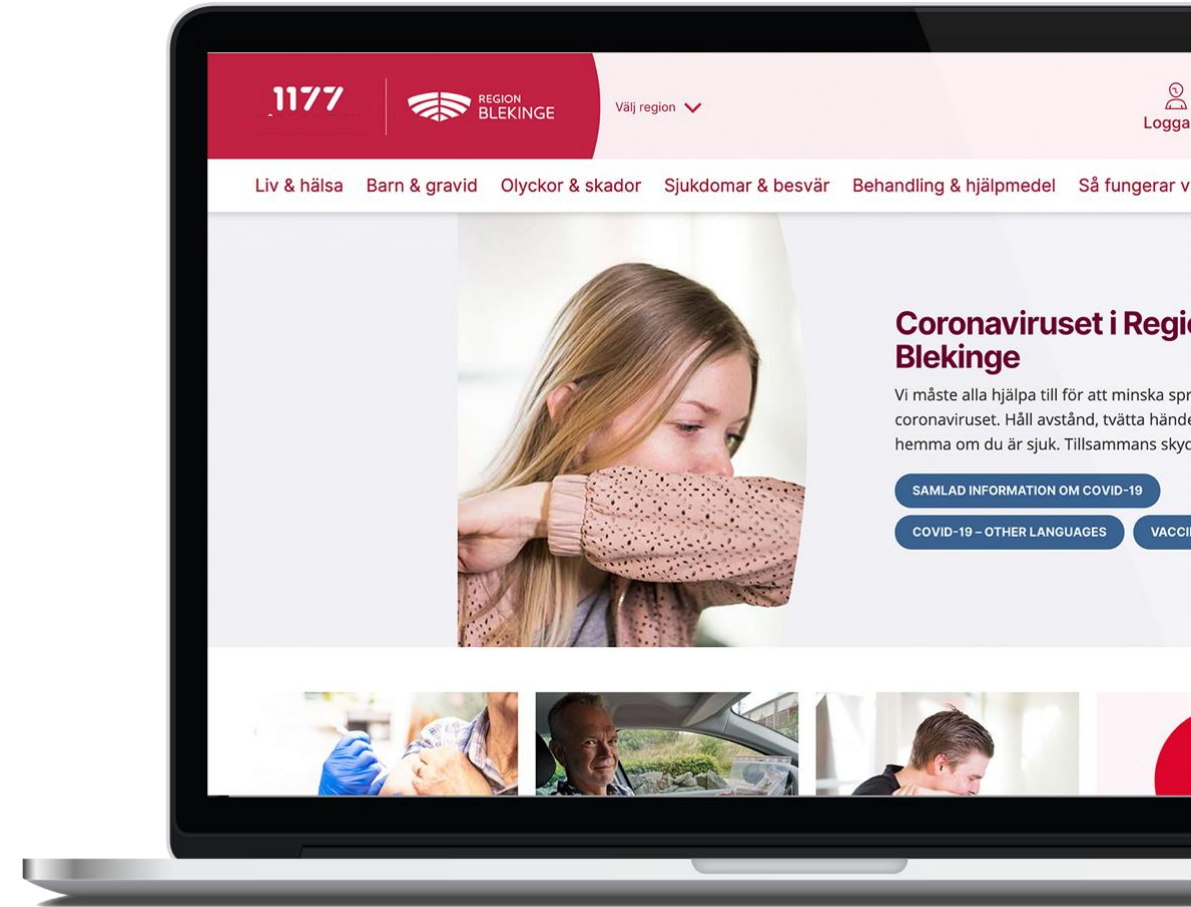 1177
REGION
BLEKINGE
Välj region
Logga
Liv & hälsa Barn & gravid Olyckor & skador Sjukdomar & besvär Behandling & hjälpmedel Så fungerar v
Coronaviruset i Regi
Blekinge
Vi måste alla hjälpa till för att minska spr
coronaviruset. Håll avstånd, tvätta hände
hemma om du är sjuk. Tillsammans skyd
SAMLAD INFORMATION OM COVID-19
COVID-19 – OTHER LANGUAGES VACCI